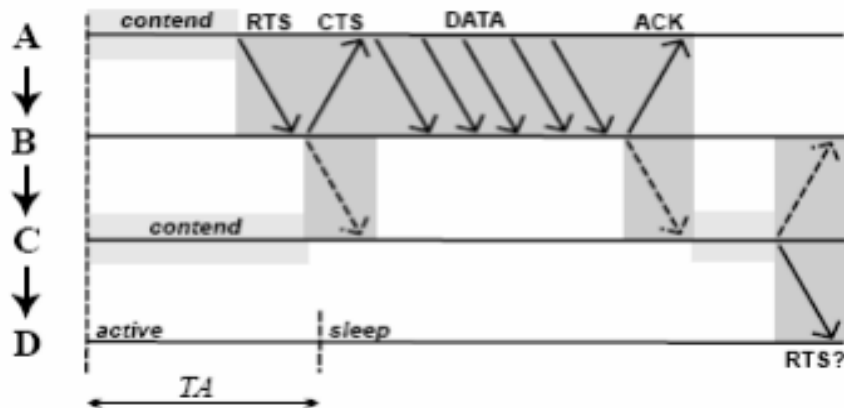 contend RTS CTS DATA ACK
A
B
contend
C
active sleep
D
RTS?
TA